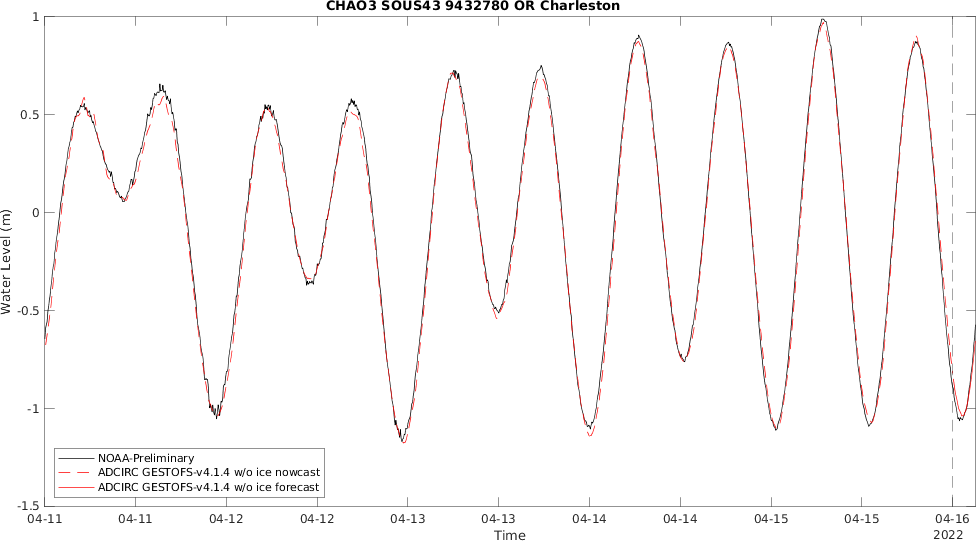 CHAO3 SOUS43 9432780 OR Charleston
1
0.5
0
-0.5
-1
-1.5
Water Level (m)
NOAA-Preliminary
ADCIRC GESTOFS-v4.1.4 w/o ice nowcast
ADCIRC GESTOFS-v4.1.4 w/o ice forecast
04-11 04-11 04-12 04-12 04-13 04-13 04-14 04-14 04-15 04-15 04-16
2022
Time